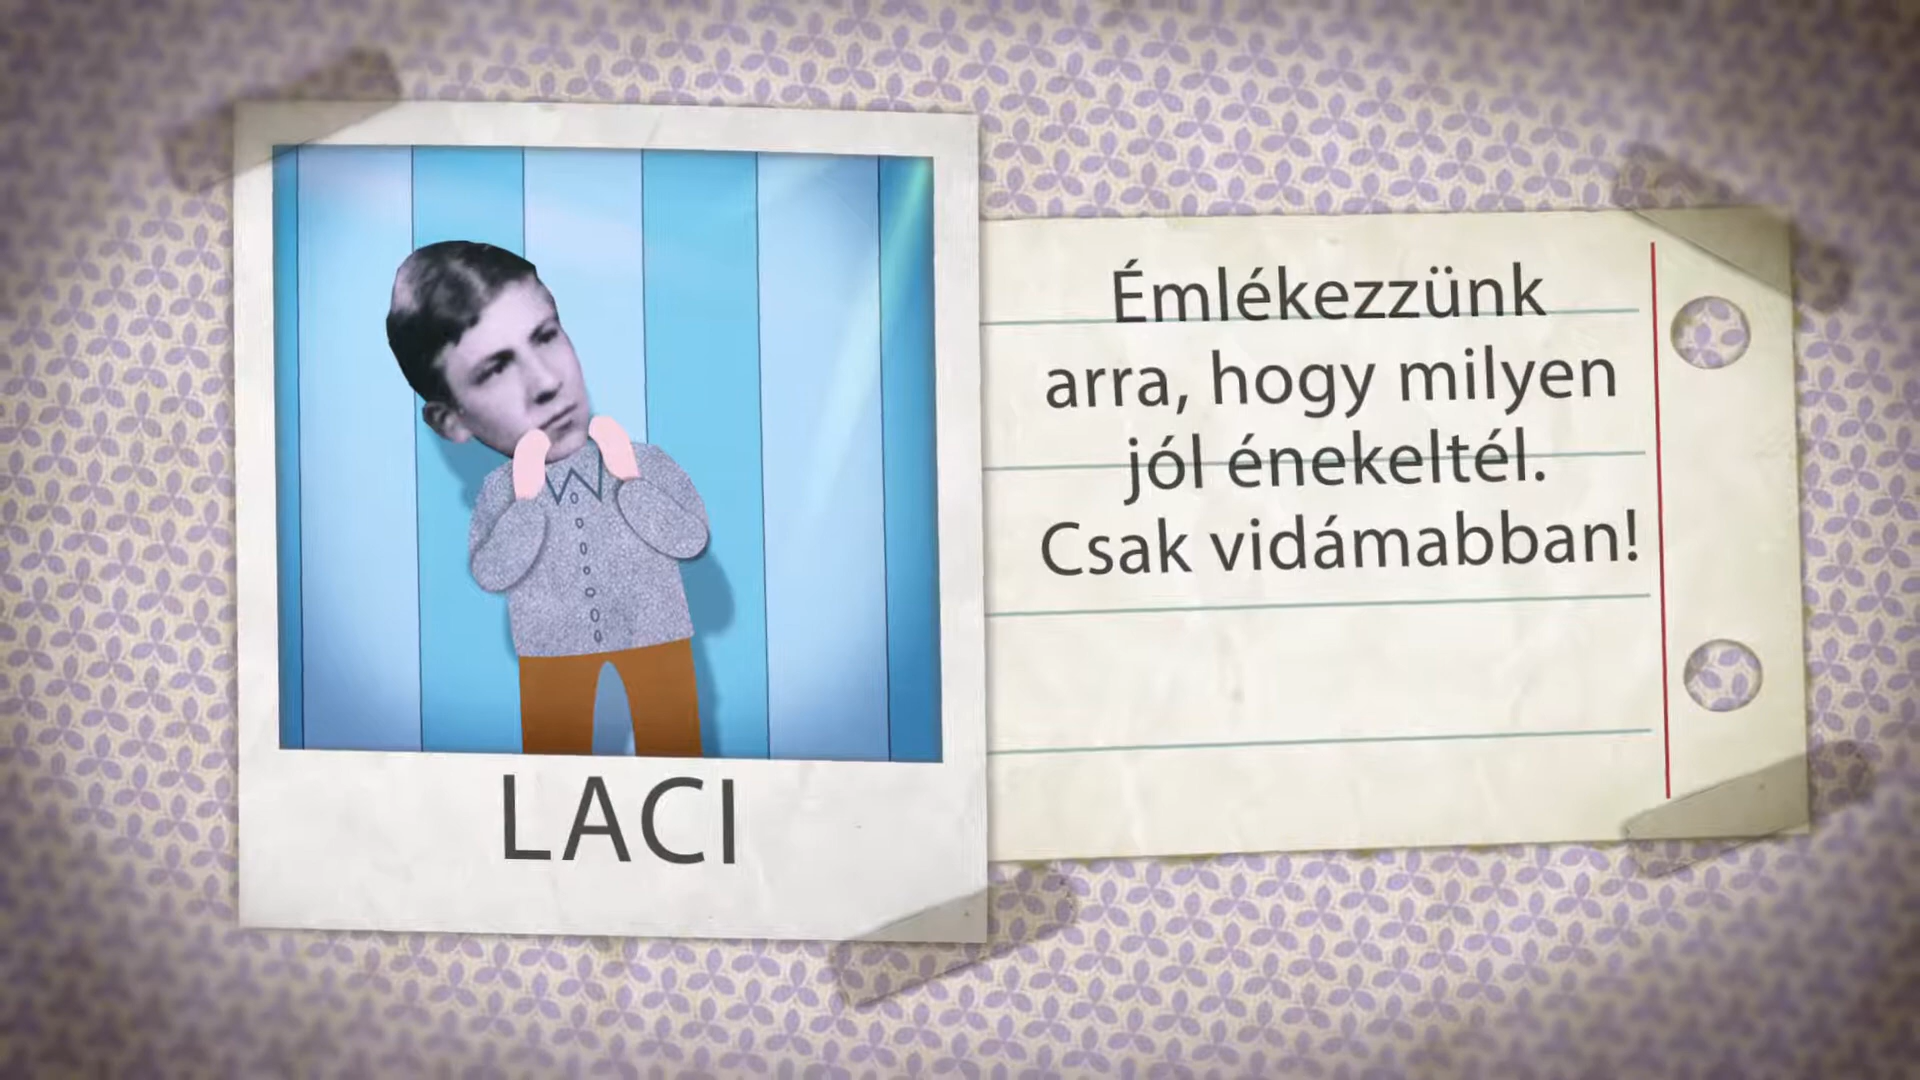 LACI
Émlékezzünk
arra, hogy milyen
jól énekeltél.
Csak vidámabban!